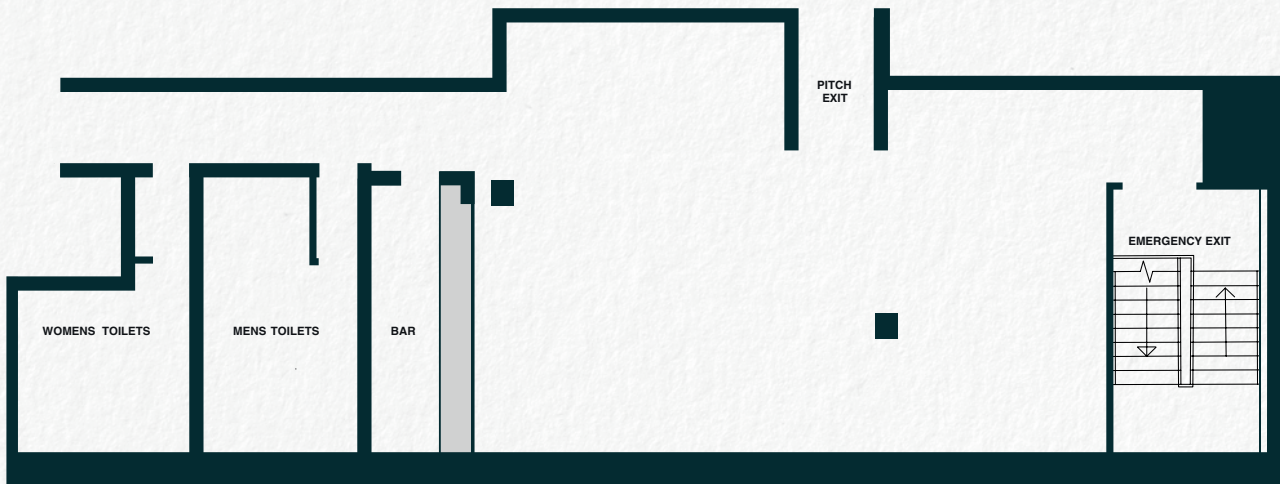 PITCH
EXIT
EMERGENCY EXIT
WOMENS TOILETS
MENS TOILETS
BAR